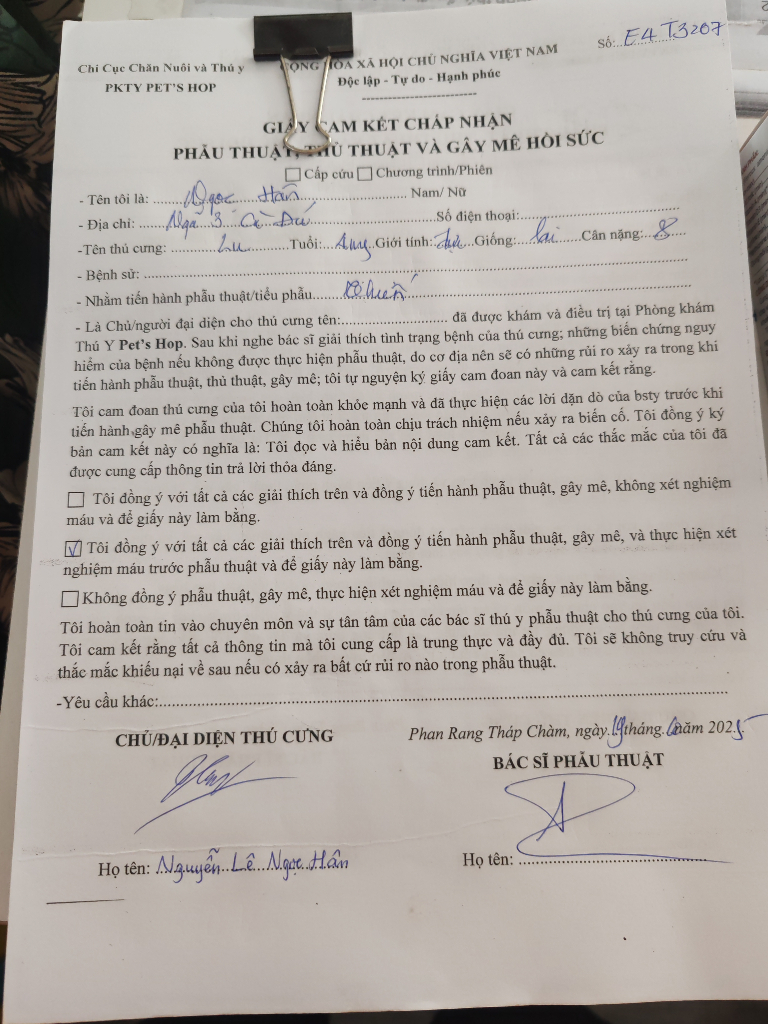 Số: E4T3207
Chi Cục Chăn Nuôi và Thú y
CỘNG HÒA XÃ HỘI CHỦ NGHĨA VIỆT NAM
PKTY PET'S HOP
Độc lập - Tự do - Hạnh phúc
GIẤY CAM KẾT CHẤP NHẬN
PHẪU THUẬT, THỦ THUẬT VÀ GÂY MÊ HỒI SỨC
Cấp cứu Chương trình/Phiên
- Tên tôi là: Ngọc Hân Nam/ Nữ
- Địa chỉ: Ngã 3 Cà Đú Số điện thoại:
-Tên thú cưng: Lu Tuổi: Giới tính: Đực Giống: lai Cân nặng: 8
- Bệnh sử:
- Nhằm tiến hành phẫu thuật/tiểu phẫu
- Là Chủ/người đại diện cho thú cưng tên: đã được khám và điều trị tại Phòng khám
Thú Y Pet's Hop. Sau khi nghe bác sĩ giải thích tình trạng bệnh của thú cưng; những biến chứng nguy
hiểm của bệnh nếu không được thực hiện phẫu thuật, do cơ địa nên sẽ có những rủi ro xảy ra trong khi
tiến hành phẫu thuật, thủ thuật, gây mê; tôi tự nguyện ký giấy cam đoan này và cam kết rằng.
Tôi cam đoan thú cưng của tôi hoàn toàn khỏe mạnh và đã thực hiện các lời dặn dò của bsty trước khi
tiến hành gây mê phẫu thuật. Chúng tôi hoàn toàn chịu trách nhiệm nếu xảy ra biến cố. Tôi đồng ý ký
bản cam kết này có nghĩa là: Tôi đọc và hiểu bản nội dung cam kết. Tất cả các thắc mắc của tôi đã
được cung cấp thông tin trả lời thỏa đáng.
Tôi đồng ý với tất cả các giải thích trên và đồng ý tiến hành phẫu thuật, gây mê, không xét nghiệm
máu và để giấy này làm bằng.
Tôi đồng ý với tất cả các giải thích trên và đồng ý tiến hành phẫu thuật, gây mê, và thực hiện xét
nghiệm máu trước phẫu thuật và để giấy này làm bằng.
Không đồng ý phẫu thuật, gây mê, thực hiện xét nghiệm máu và để giấy này làm bằng.
Tôi hoàn toàn tin vào chuyên môn và sự tân tâm của các bác sĩ thú y phẫu thuật cho thú cưng của tôi.
Tôi cam kết rằng tất cả thông tin mà tôi cung cấp là trung thực và đầy đủ. Tôi sẽ không truy cứu và
thắc mắc khiếu nại về sau nếu có xảy ra bất cứ rủi ro nào trong phẫu thuật.
-Yêu cầu khác:
Phan Rang Tháp Chàm, ngày 19 tháng năm 2025
CHỦ/ĐẠI DIỆN THÚ CƯNG
BÁC SĨ PHẪU THUẬT
Họ tên: Nguyễn Lê Ngọc Hân
Họ tên: